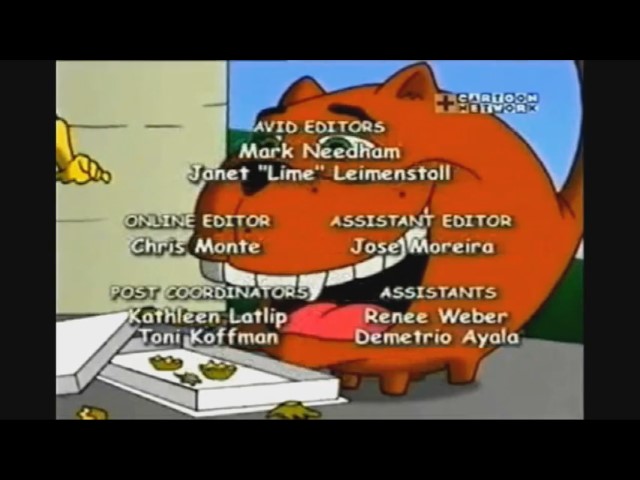 CARTOON
NETWORK
AVID EDITORS
Mark Needham
Janet "Lime" Leimenstoll
ONLINE EDITOR
Chris Monte
ASSISTANT EDITOR
Jose Moreira
POST COORDINATORS
Kathleen Latlip
Toni Koffman
ASSISTANTS
Renee Weber
Demetrio Ayala